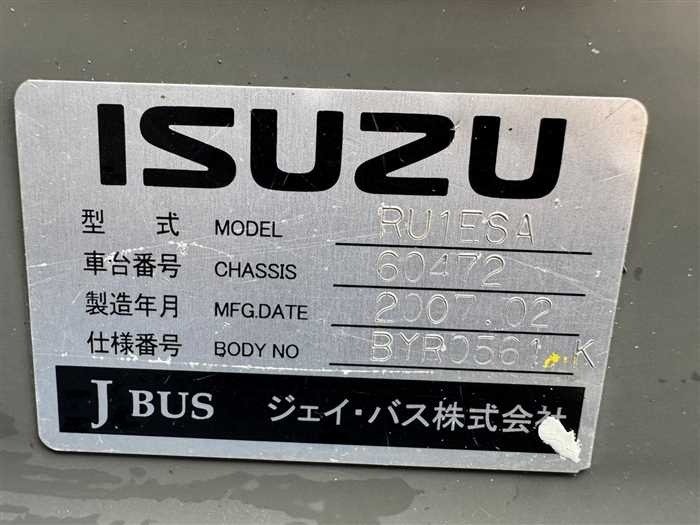 ISUZU
型 式 MODEL RU1ESA
車台番号 CHASSIS 60472
製造年月 MFG.DATE 2007.02
仕様番号 BODY NO BYR0561 K
J BUS ジェイ・バス株式会社